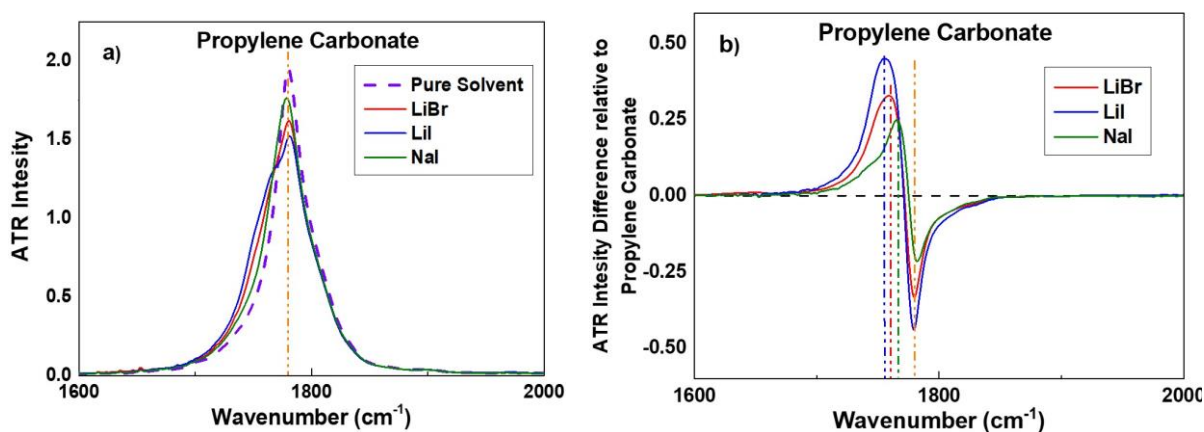 a)
Propylene Carbonate
Pure Solvent
LiBr
LiI
NaI
ATR Intesity
2.0
1.5
1.0
0.5
0.0
1600
1800
2000
Wavenumber (cm-1)
b)
Propylene Carbonate
LiBr
LiI
NaI
ATR Intesity Difference relative to
Propylene Carbonate
0.50
0.25
0.00
-0.25
-0.50
1600
1800
2000
Wavenumber (cm-1)